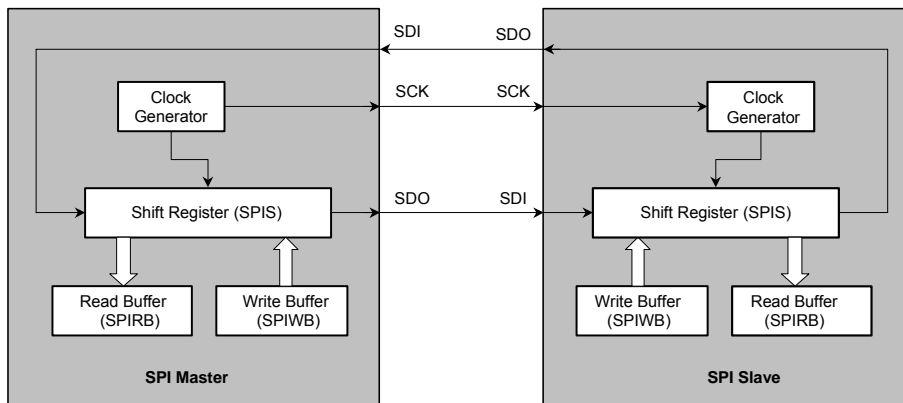 SDI
SDO
Clock
Generator
SCK
SCK
Clock
Generator
Shift Register (SPIS)
SDO
SDI
Shift Register (SPIS)
Read Buffer
(SPIRB)
Write Buffer
(SPIWB)
Write Buffer
(SPIWB)
Read Buffer
(SPIRB)
SPI Master
SPI Slave